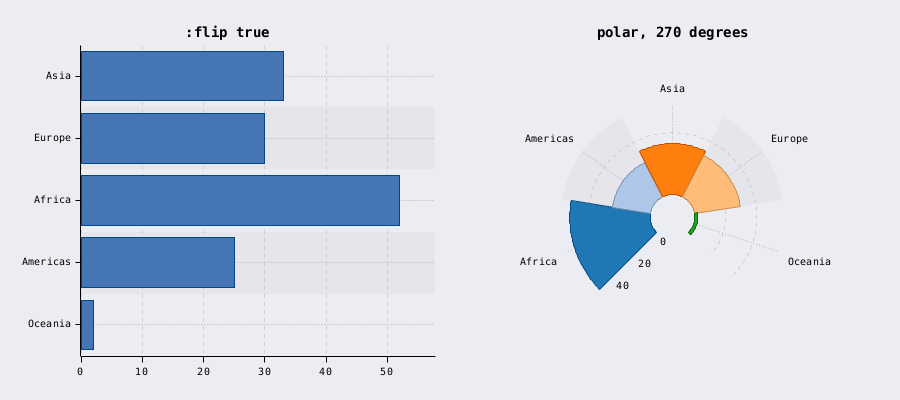 :flip true
Asia
Europe
Africa
Americas
Oceania
0 10 20 30 40 50
polar, 270 degrees
Asia
Americas
Europe
Africa
Oceania
0
20
40